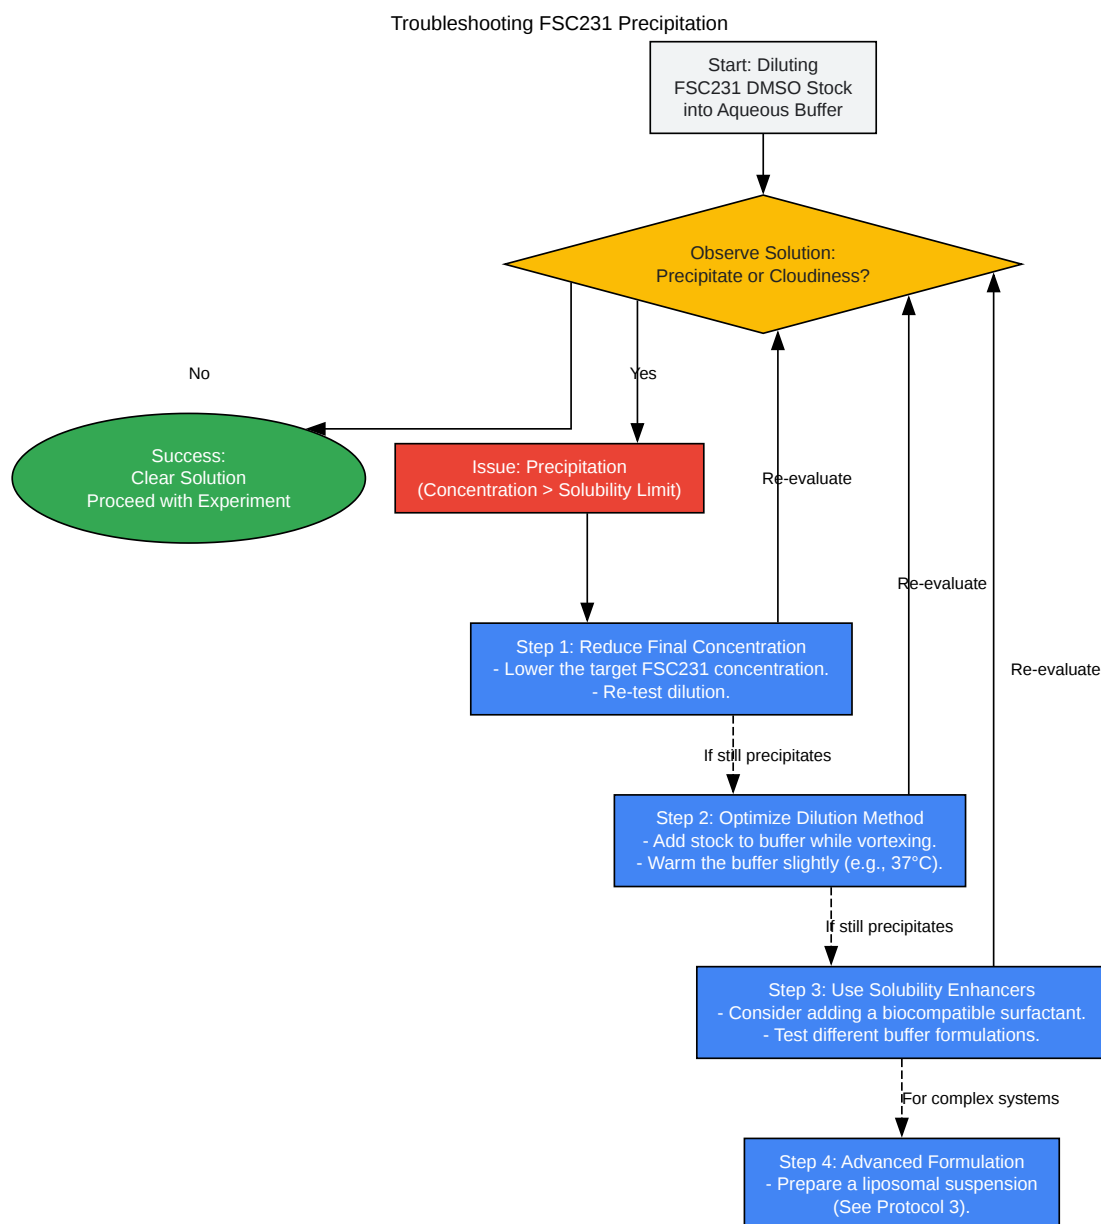 Troubleshooting FSC231 Precipitation
Start: Diluting
FSC231 DMSO Stock
into Aqueous Buffer
Observe Solution:
Precipitate or Cloudiness?
No
Yes
Success:
Clear Solution
Proceed with Experiment
Issue: Precipitation
(Concentration > Solubility Limit)
Re-evaluate
Re-evaluate
Re-evaluate
Step 1: Reduce Final Concentration
- Lower the target FSC231 concentration.
- Re-test dilution.
If still precipitates
Step 2: Optimize Dilution Method
- Add stock to buffer while vortexing.
- Warm the buffer slightly (e.g., 37°C).
If still precipitates
Step 3: Use Solubility Enhancers
- Consider adding a biocompatible surfactant.
- Test different buffer formulations.
For complex systems
Step 4: Advanced Formulation
- Prepare a liposomal suspension
(See Protocol 3).